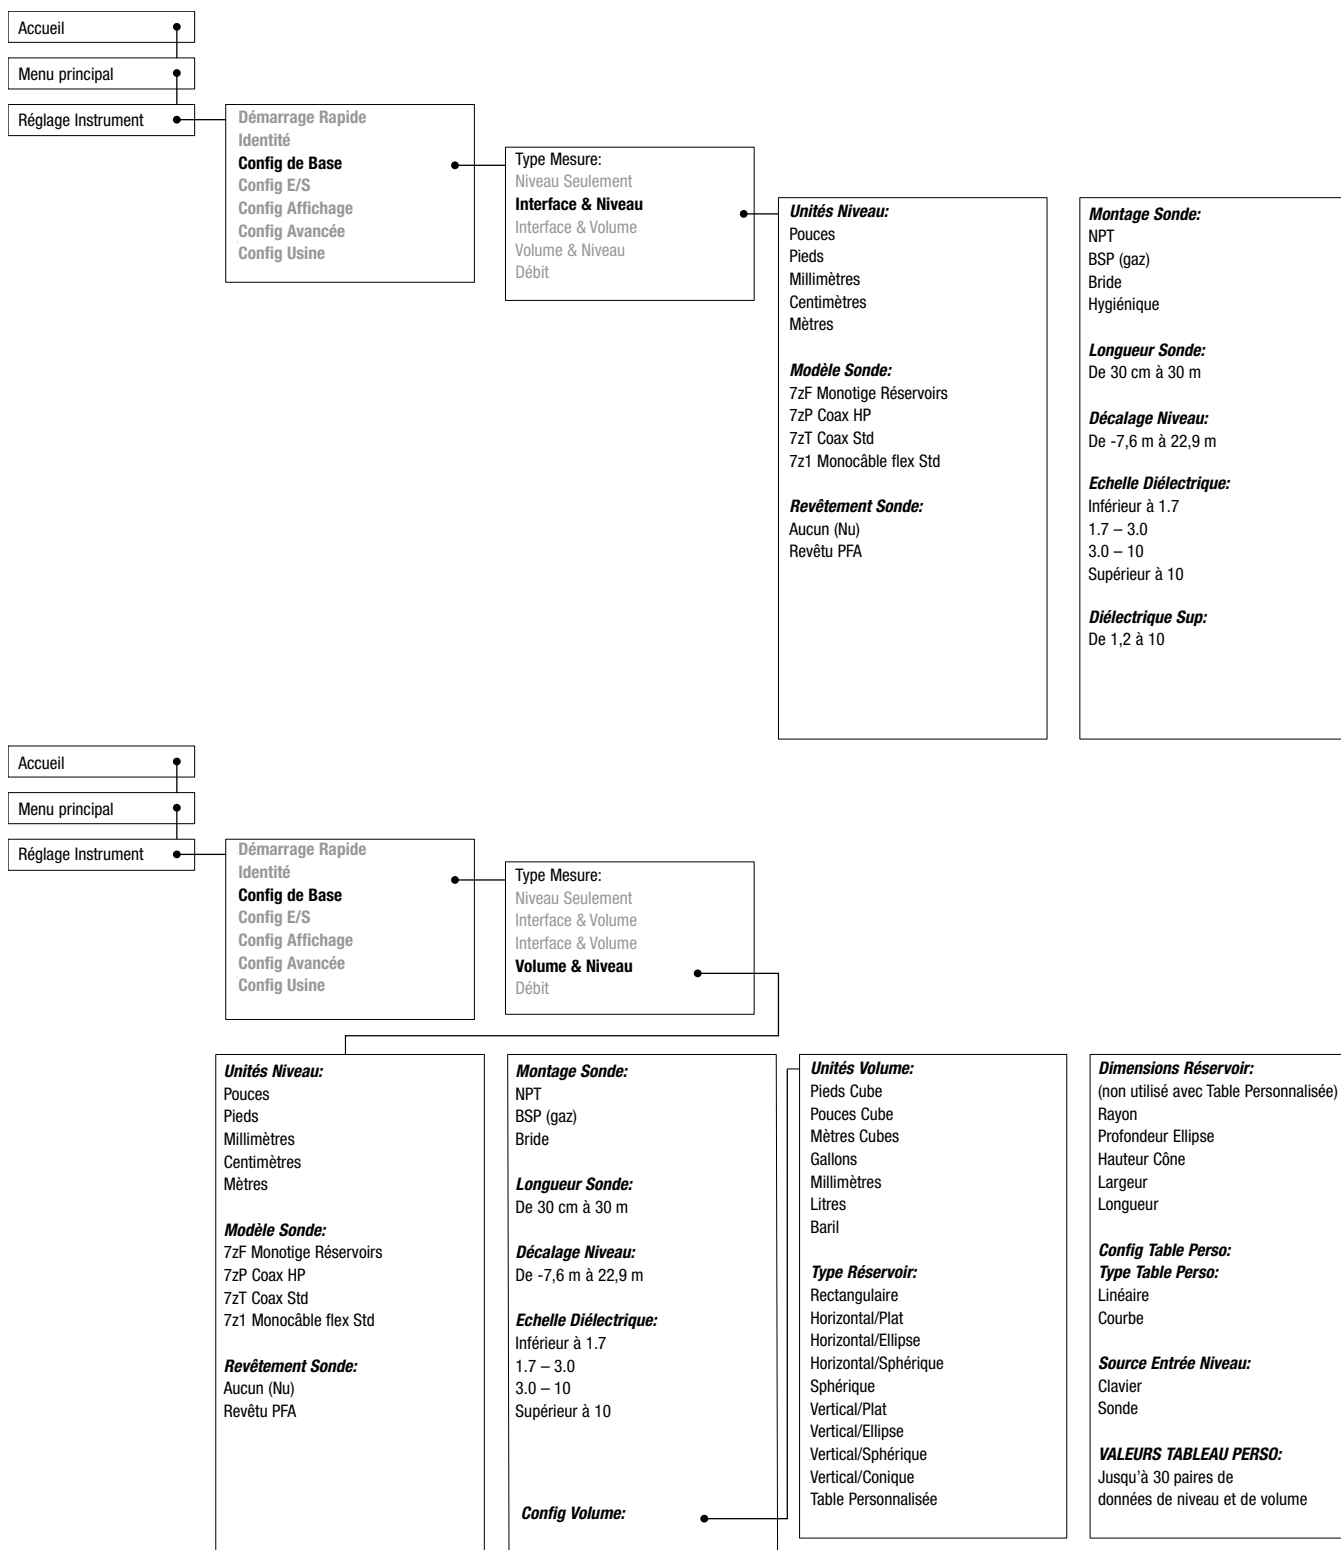 Accueil
Menu principal
Réglage Instrument
Démarrage Rapide
Identité
Config de Base
Config E/S
Config Affichage
Config Avancée
Config Usine
Type Mesure:
Niveau Seulement
Interface & Niveau
Interface & Volume
Volume & Niveau
Débit
Unités Niveau:
Pouces
Pieds
Millimètres
Centimètres
Mètres
Modèle Sonde:
7zF Monotige Réservoirs
7zP Coax HP
7zT Coax Std
7z1 Monocâble flex Std
Revêtement Sonde:
Aucun (Nu)
Revêtu PFA
Montage Sonde:
NPT
BSP (gaz)
Bride
Hygiénique
Longueur Sonde:
De 30 cm à 30 m
Décalage Niveau:
De -7,6 m à 22,9 m
Echelle Diélectrique:
Inférieur à 1.7
1.7 – 3.0
3.0 – 10
Supérieur à 10
Diélectrique Sup:
De 1,2 à 10
Accueil
Menu principal
Réglage Instrument
Démarrage Rapide
Identité
Config de Base
Config E/S
Config Affichage
Config Avancée
Config Usine
Type Mesure:
Niveau Seulement
Interface & Volume
Interface & Volume
Volume & Niveau
Débit
Unités Niveau:
Pouces
Pieds
Millimètres
Centimètres
Mètres
Modèle Sonde:
7zF Monotige Réservoirs
7zP Coax HP
7zT Coax Std
7z1 Monocâble flex Std
Revêtement Sonde:
Aucun (Nu)
Revêtu PFA
Montage Sonde:
NPT
BSP (gaz)
Bride
Longueur Sonde:
De 30 cm à 30 m
Décalage Niveau:
De -7,6 m à 22,9 m
Echelle Diélectrique:
Inférieur à 1.7
1.7 – 3.0
3.0 – 10
Supérieur à 10
Config Volume:
Unités Volume:
Pieds Cube
Pouces Cube
Mètres Cubes
Gallons
Millimètres
Litres
Baril
Type Réservoir:
Rectangulaire
Horizontal/Plat
Horizontal/Ellipse
Horizontal/Sphérique
Sphérique
Vertical/Plat
Vertical/Ellipse
Vertical/Sphérique
Vertical/Conique
Table Personnalisée
Dimensions Réservoir:
(non utilisé avec Table Personnalisée)
Rayon
Profondeur Ellipse
Hauteur Cône
Largeur
Longueur
Config Table Perso:
Type Table Perso:
Linéaire
Courbe
Source Entrée Niveau:
Clavier
Sonde
VALEURS TABLEAU PERSO:
Jusqu'à 30 paires de
données de niveau et de volume